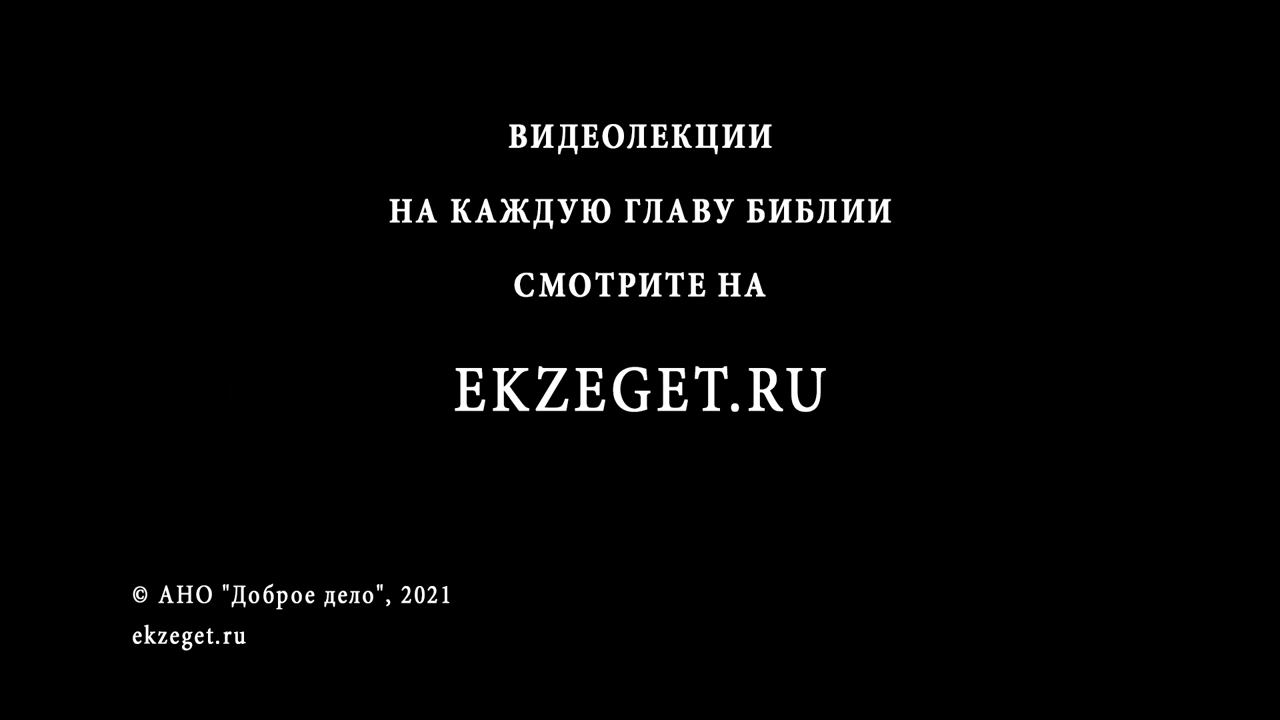 ВИДЕОЛЕКЦИИ
НА КАЖДУЮ ГЛАВУ БИБЛИИ
СМОТРИТЕ НА
EKZEGET.RU
© АНО "Доброе дело", 2021
ekzeget.ru